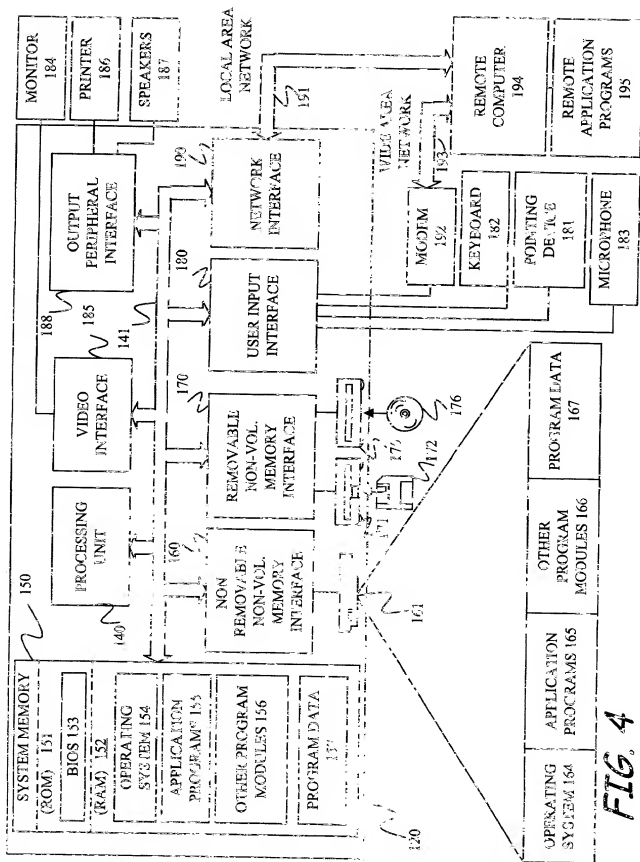 SYSTEM MEMORY
(ROM) 151
BIOS 153
(RAM) 152
OPERATING
SYSTEM 154
APPLICATION
PROGRAMS 155
OTHER PROGRAM
MODULES 156
PROGRAM DATA
157
120
150
PROCESSING
UNIT
140
VIDEO
INTERFACE
188
185
141
OUTPUT
PERIPHERAL
INTERFACE
MONITOR
184
PRINTER
186
SPEAKERS
187
160
NON
REMOVABLE
NON-VOL.
MEMORY
INTERFACE
170
REMOVABLE
NON-VOL.
MEMORY
INTERFACE
180
USER INPUT
INTERFACE
190
NETWORK
INTERFACE
LOCAL AREA
NETWORK
191
161
171
172
176
WIDE AREA
NETWORK
193
MODEM
192
KEYBOARD
182
POINTING
DEVICE
181
MICROPHONE
183
REMOTE
COMPUTER
194
REMOTE
APPLICATION
PROGRAMS
195
OPERATING
SYSTEM 164
APPLICATION
PROGRAMS 165
OTHER
PROGRAM
MODULES 166
PROGRAM DATA
167
FIG. 4